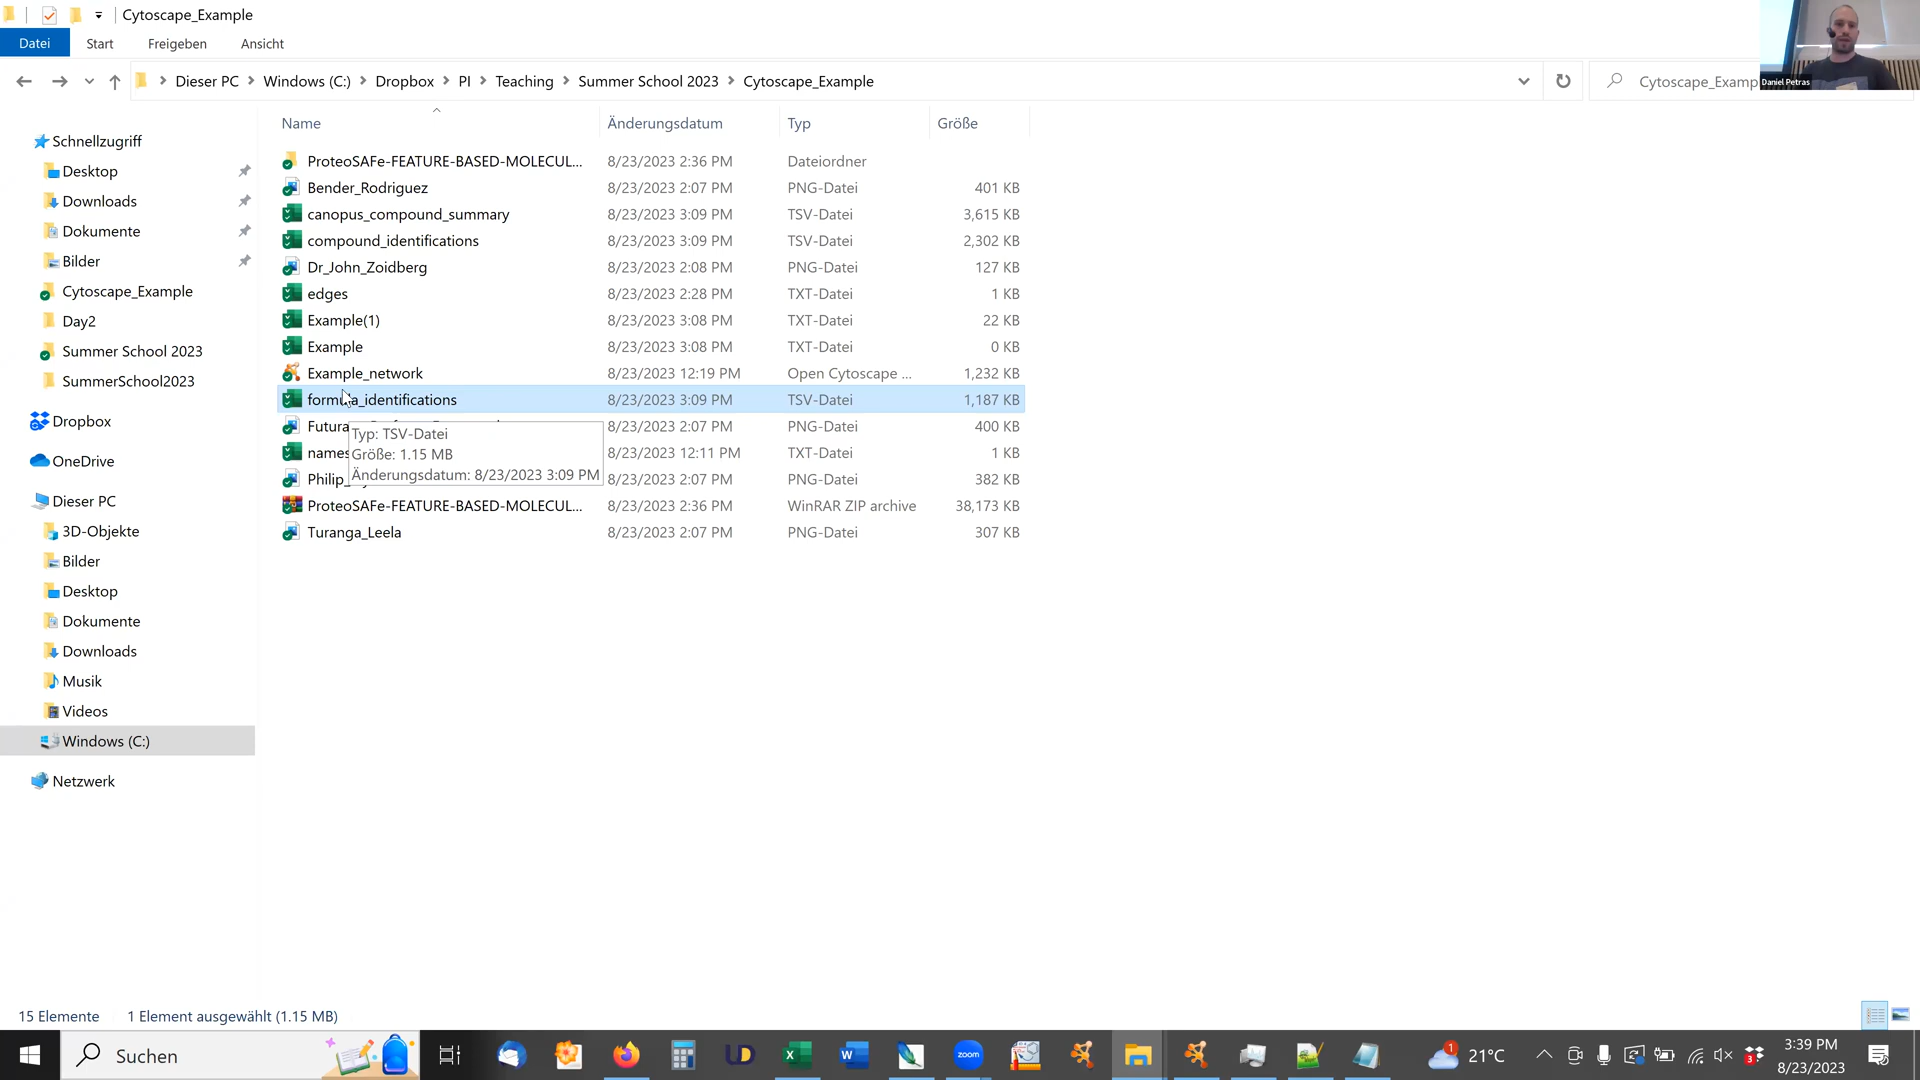 Cytoscape_Example
Datei Start Freigeben Ansicht
Dieser PC Windows (C:) Dropbox PI Teaching Summer School 2023 Cytoscape_Example
Cytoscape_Examp
Daniel Petras
Name Änderungsdatum Typ Größe
Schnellzugriff
Desktop
Downloads
Dokumente
Bilder
Cytoscape_Example
Day2
Summer School 2023
SummerSchool2023
Dropbox
OneDrive
Dieser PC
3D-Objekte
Bilder
Desktop
Dokumente
Downloads
Musik
Videos
Windows (C:)
Netzwerk
ProteoSAFe-FEATURE-BASED-MOLECUL... 8/23/2023 2:36 PM Dateiordner
Bender_Rodriguez 8/23/2023 2:07 PM PNG-Datei 401 KB
canopus_compound_summary 8/23/2023 3:09 PM TSV-Datei 3,615 KB
compound_identifications 8/23/2023 3:09 PM TSV-Datei 2,302 KB
Dr_John_Zoidberg 8/23/2023 2:08 PM PNG-Datei 127 KB
edges 8/23/2023 2:28 PM TXT-Datei 1 KB
Example(1) 8/23/2023 3:08 PM TXT-Datei 22 KB
Example 8/23/2023 3:08 PM TXT-Datei 0 KB
Example_network 8/23/2023 12:19 PM Open Cytoscape ... 1,232 KB
formula_identifications 8/23/2023 3:09 PM TSV-Datei 1,187 KB
Futura 8/23/2023 2:07 PM PNG-Datei 400 KB
names 8/23/2023 12:11 PM TXT-Datei 1 KB
Philip_ 8/23/2023 2:07 PM PNG-Datei 382 KB
ProteoSAFe-FEATURE-BASED-MOLECUL... 8/23/2023 2:36 PM WinRAR ZIP archive 38,173 KB
Turanga_Leela 8/23/2023 2:07 PM PNG-Datei 307 KB
Typ: TSV-Datei
Größe: 1.15 MB
Änderungsdatum: 8/23/2023 3:09 PM
15 Elemente 1 Element ausgewählt (1.15 MB)
Suchen
zoom
1
21°C
3
3:39 PM
8/23/2023